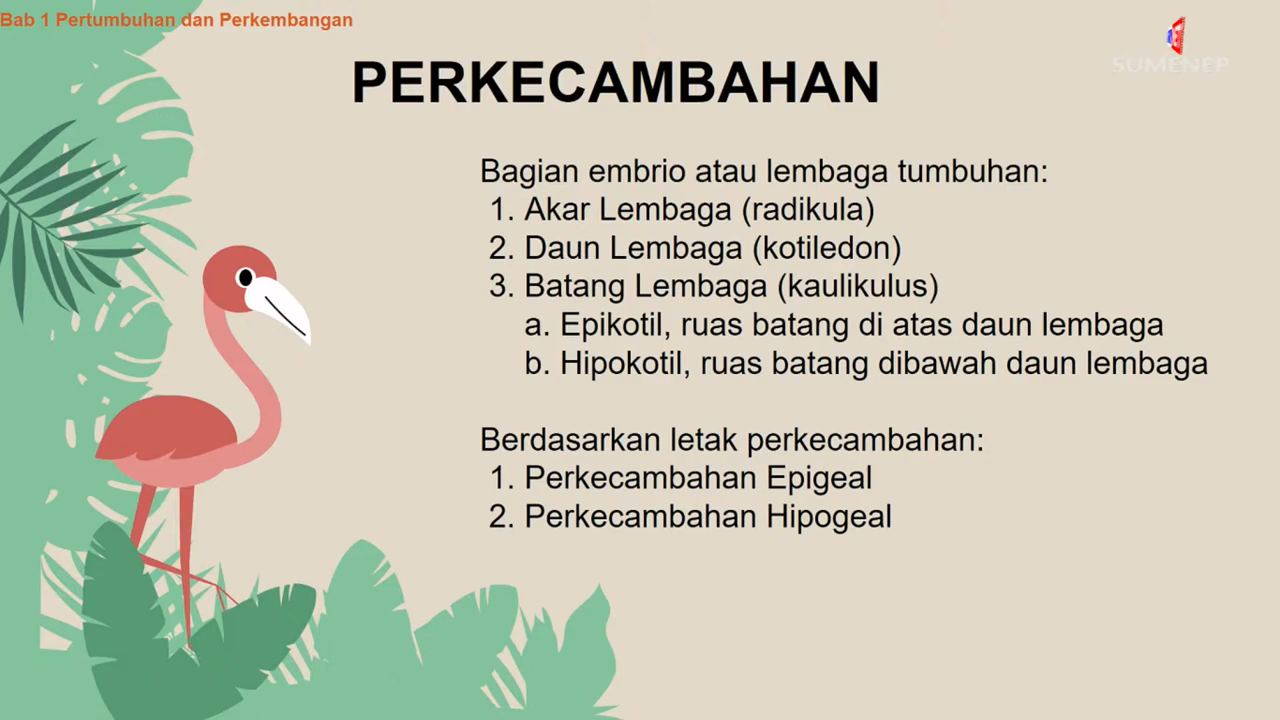 Bab 1 Pertumbuhan dan Perkembangan
SUMENEP
PERKECAMBAHAN
Bagian embrio atau lembaga tumbuhan:
1. Akar Lembaga (radikula)
2. Daun Lembaga (kotiledon)
3. Batang Lembaga (kaulikulus)
a. Epikotil, ruas batang di atas daun lembaga
b. Hipokotil, ruas batang dibawah daun lembaga
Berdasarkan letak perkecambahan:
1. Perkecambahan Epigeal
2. Perkecambahan Hipogeal